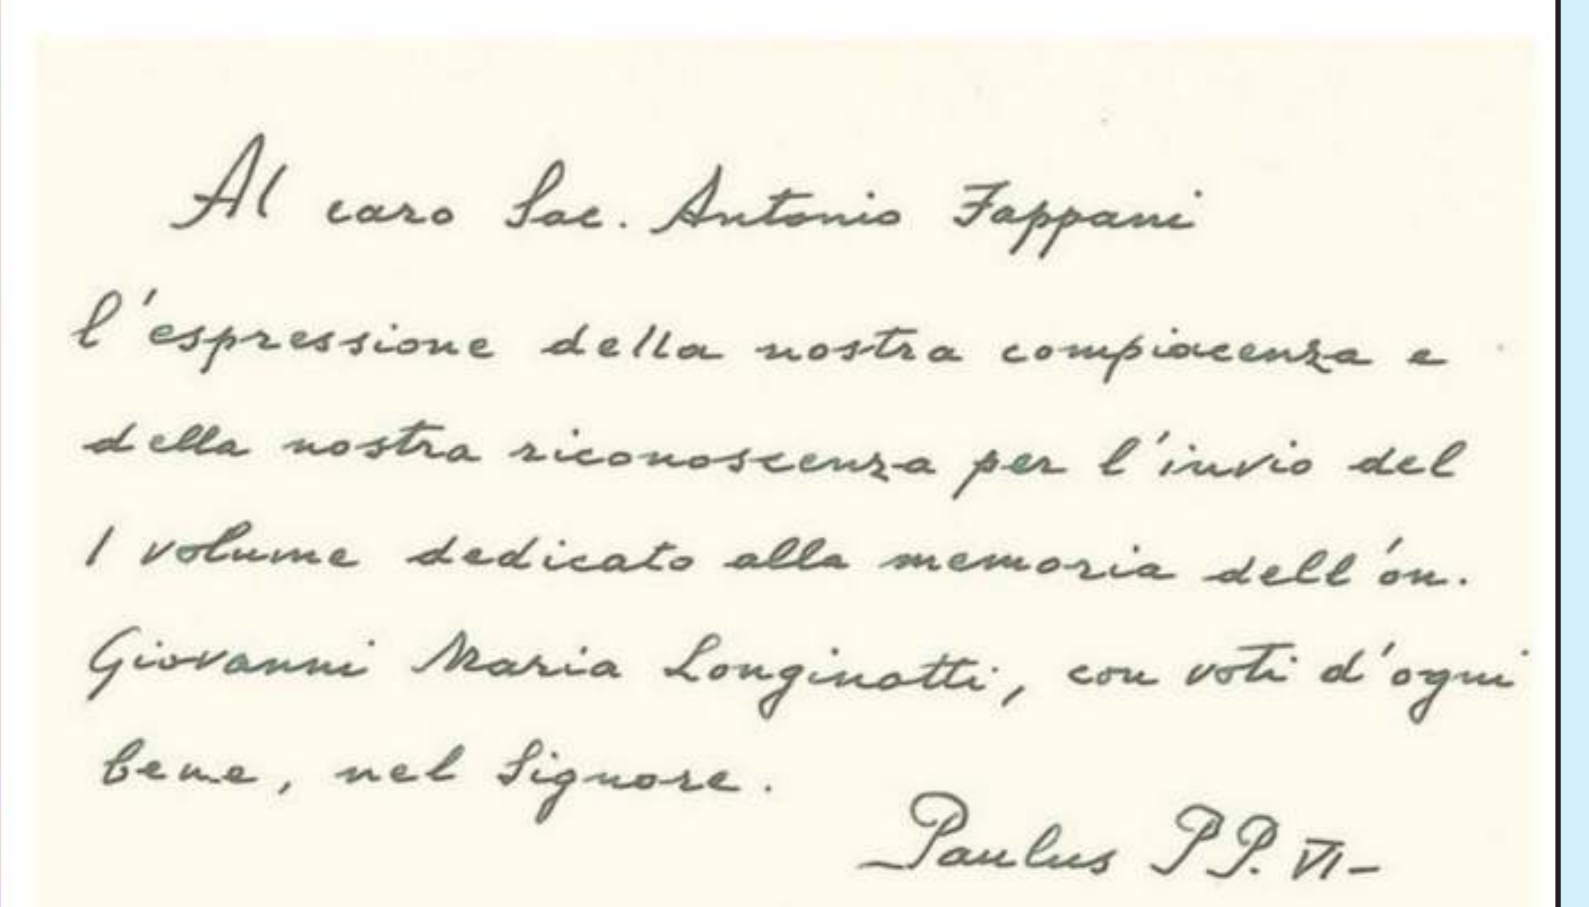 Al caro Sac. Antonio Fappani
l'espressione della nostra compiacenza e
della nostra riconoscenza per l'invio del
I volume dedicato alla memoria dell'on.
Giovanni Maria Longinotti, con voti d'ogni
bene, nel Signore.
Paulus PP. VI-